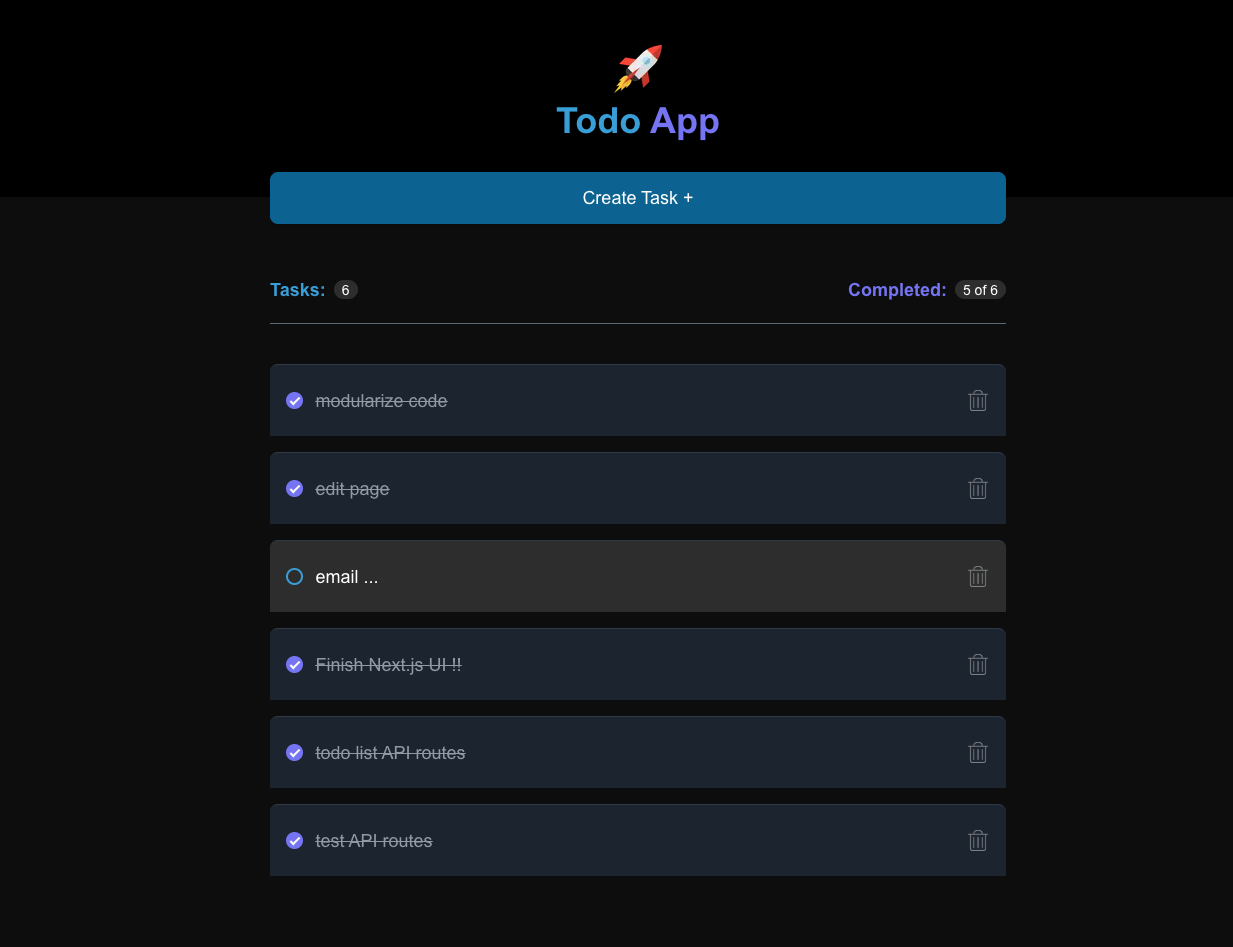 Todo App
Create Task +
Tasks: 6
Completed: 5 of 6
modularize code
edit page
email ...
Finish Next.js UI !!
todo list API routes
test API routes